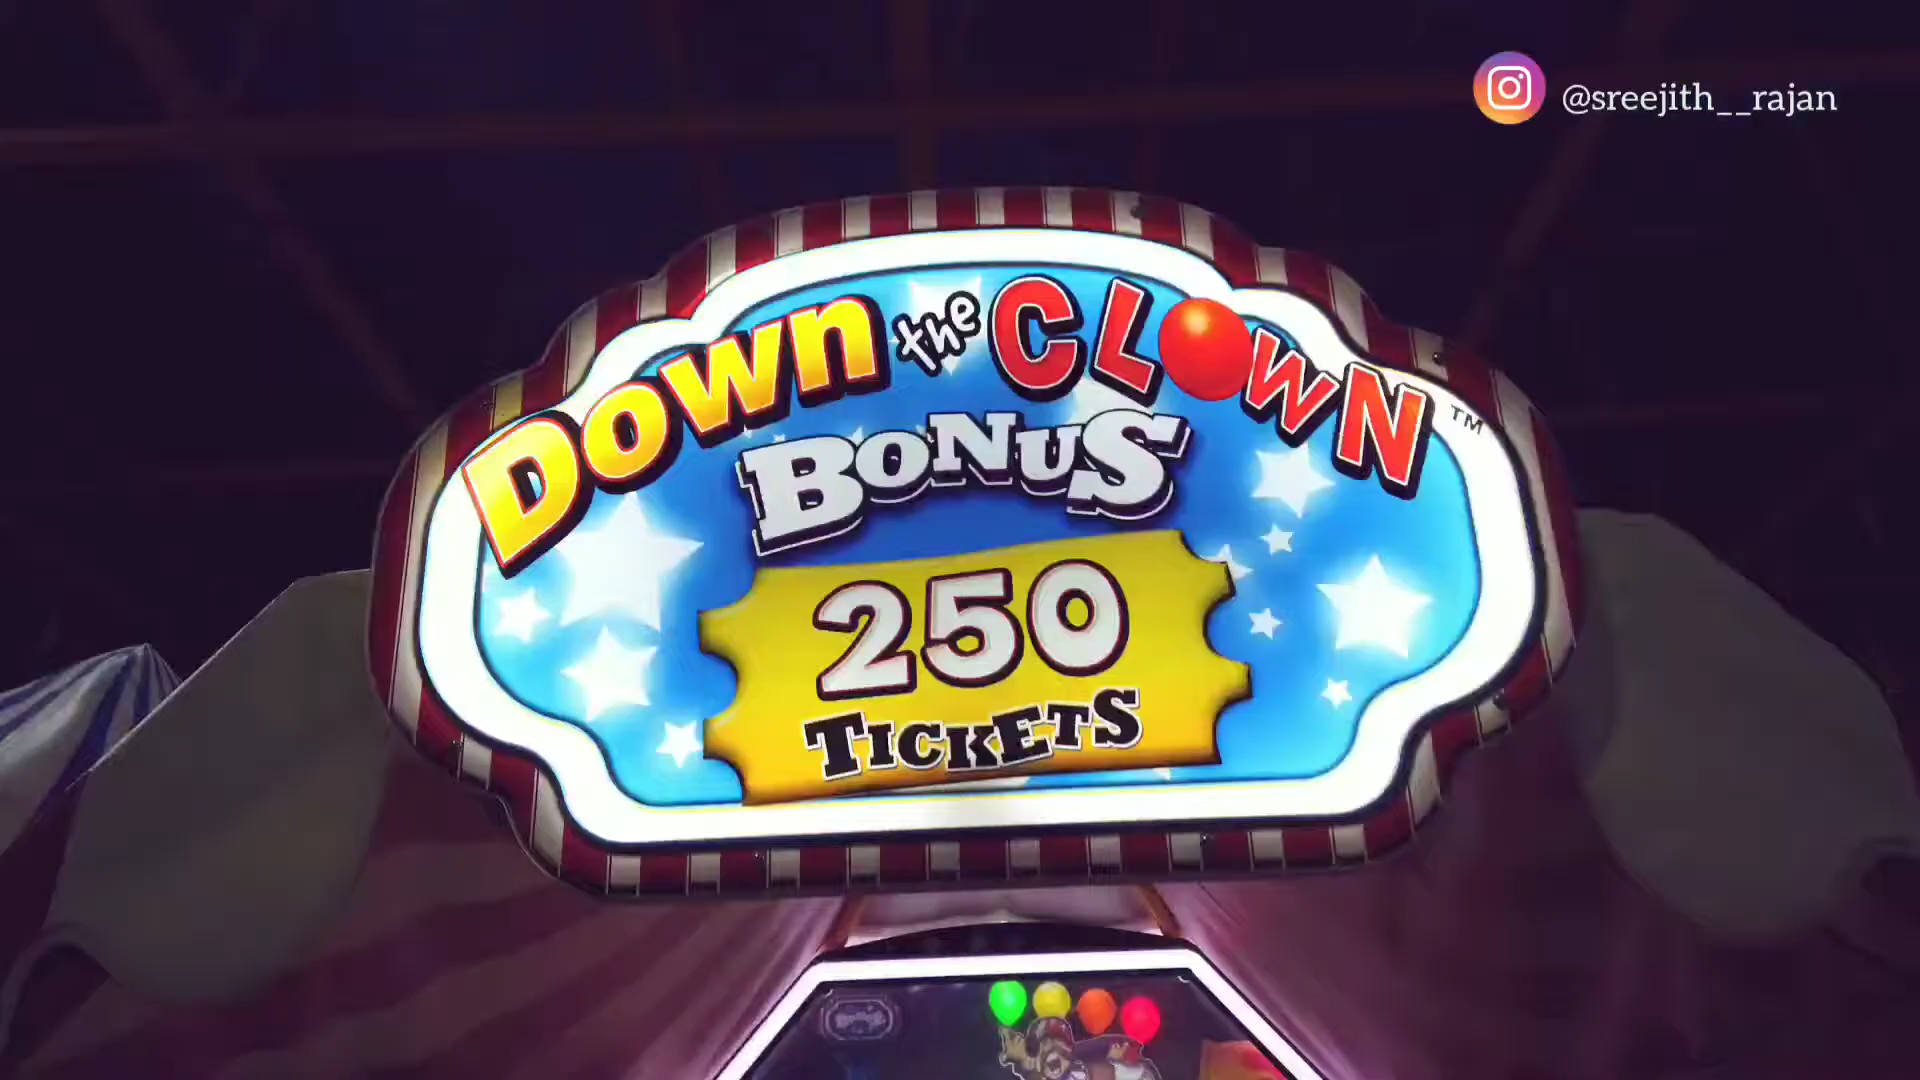 @sreejith__rajan
Down the CLOWN™
BONUS
250
TICKETS